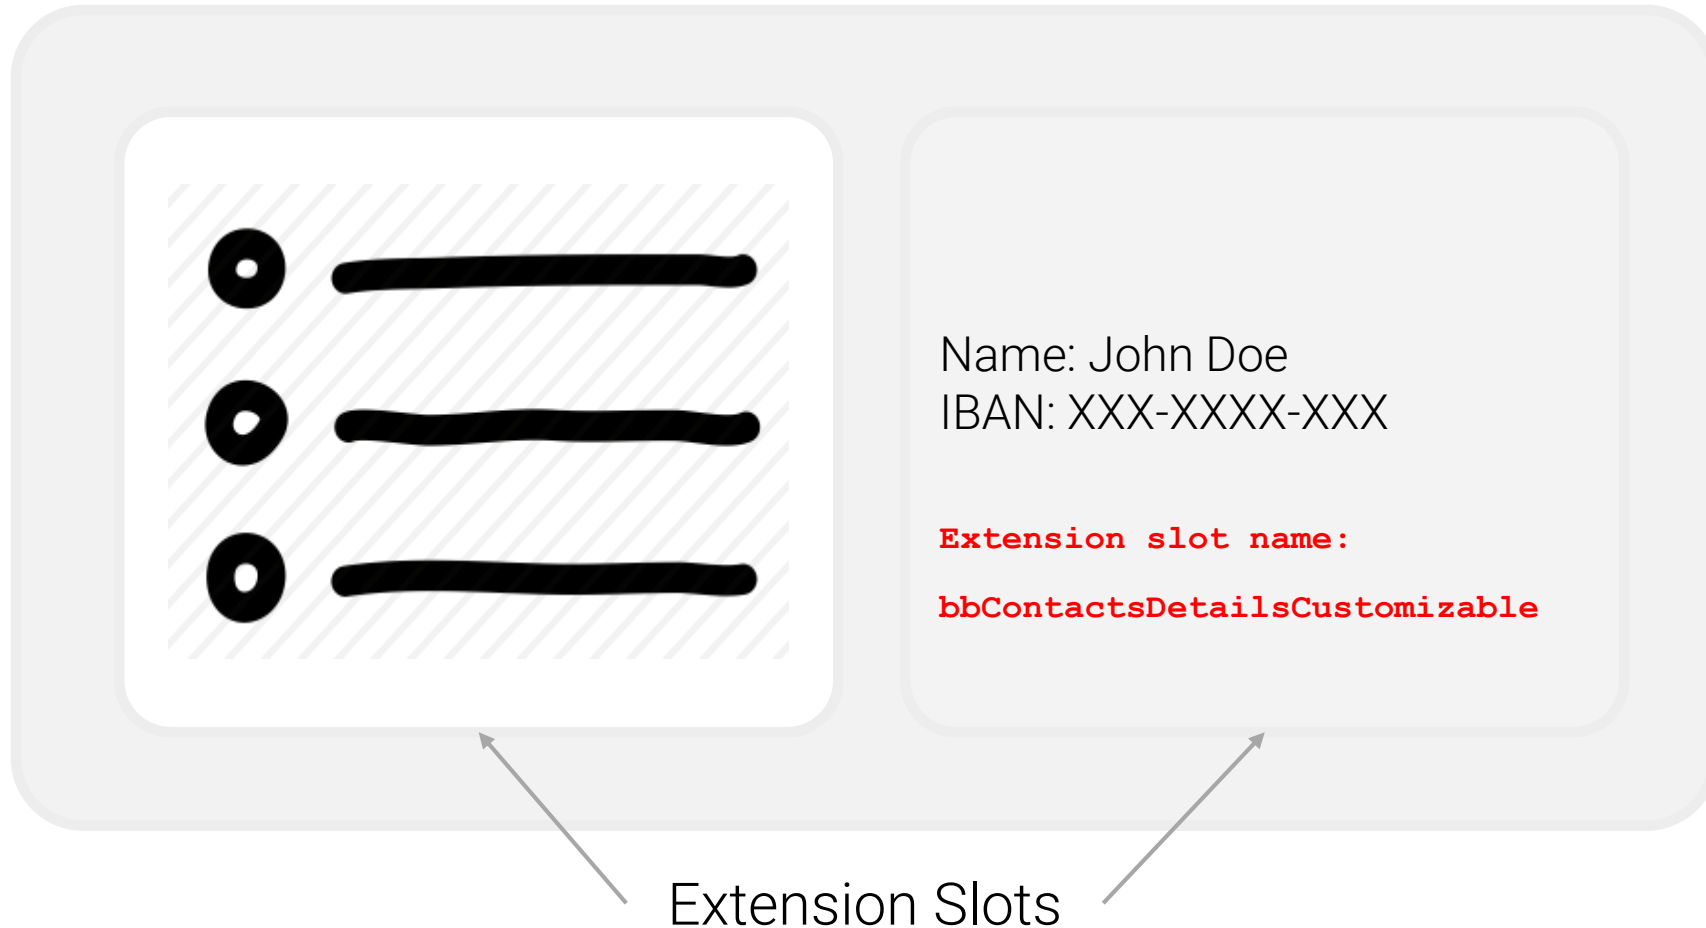 Name: John Doe
IBAN: XXX-XXXX-XXX
Extension slot name:
bbContactsDetailsCustomizable
Extension Slots